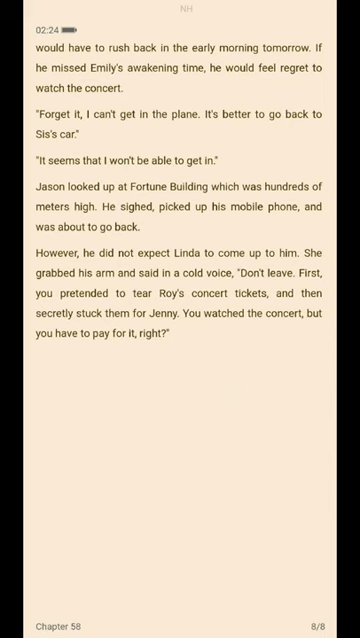 NH
02:24
would have to rush back in the early morning tomorrow. If
he missed Emily's awakening time, he would feel regret to
watch the concert.
"Forget it, I can't get in the plane. It's better to go back to
Sis's car."
"It seems that I won't be able to get in."
Jason looked up at Fortune Building which was hundreds of
meters high. He sighed, picked up his mobile phone, and
was about to go back.
However, he did not expect Linda to come up to him. She
grabbed his arm and said in a cold voice, "Don't leave. First,
you pretended to tear Roy's concert tickets, and then
secretly stuck them for Jenny. You watched the concert, but
you have to pay for it, right?"
Chapter 58
8/8